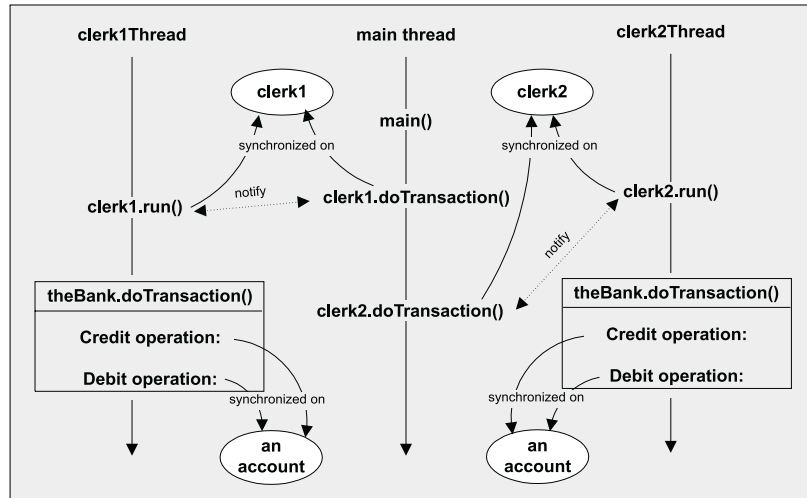 clerk1Thread
main thread
clerk2Thread
clerk1
clerk2
main()
synchronized on
synchronized on
clerk1.run()
notify
clerk1.doTransaction()
clerk2.run()
notify
theBank.doTransaction()
clerk2.doTransaction()
theBank.doTransaction()
Credit operation:
Credit operation:
Debit operation:
Debit operation:
synchronized on
synchronized on
an
account
an
account